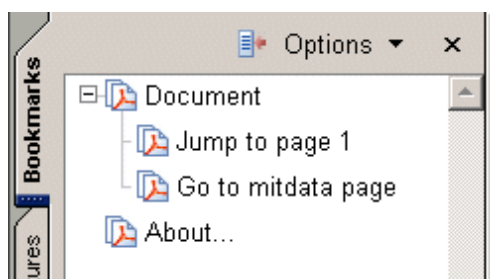 Options
Bookmarks
Document
Jump to page 1
Go to mitdata page
About...
ures